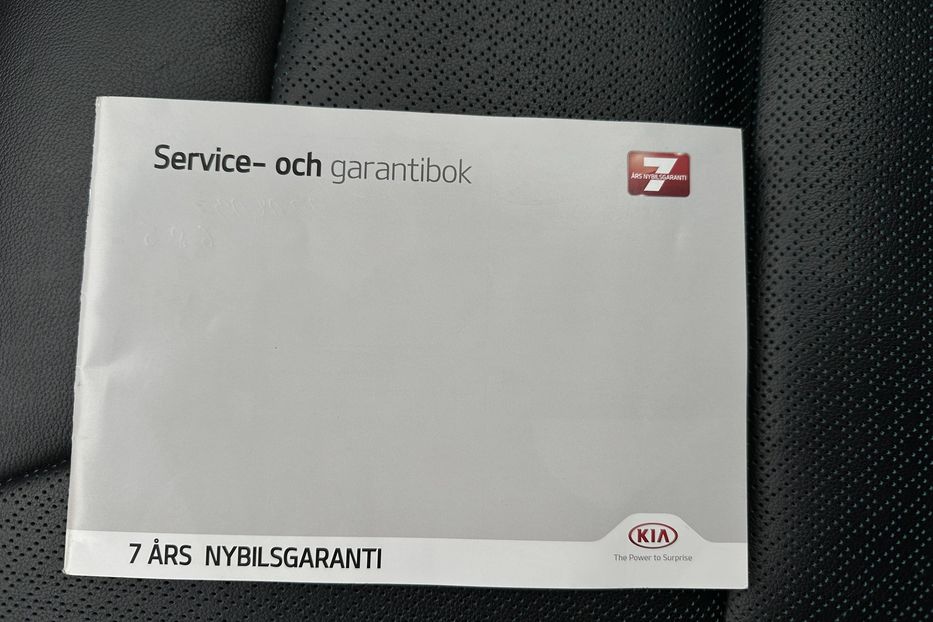 Service- och garantibok
7
ÅRS NYBILSGARANTI
7 ÅRS NYBILSGARANTI
KIA
The Power to Surprise